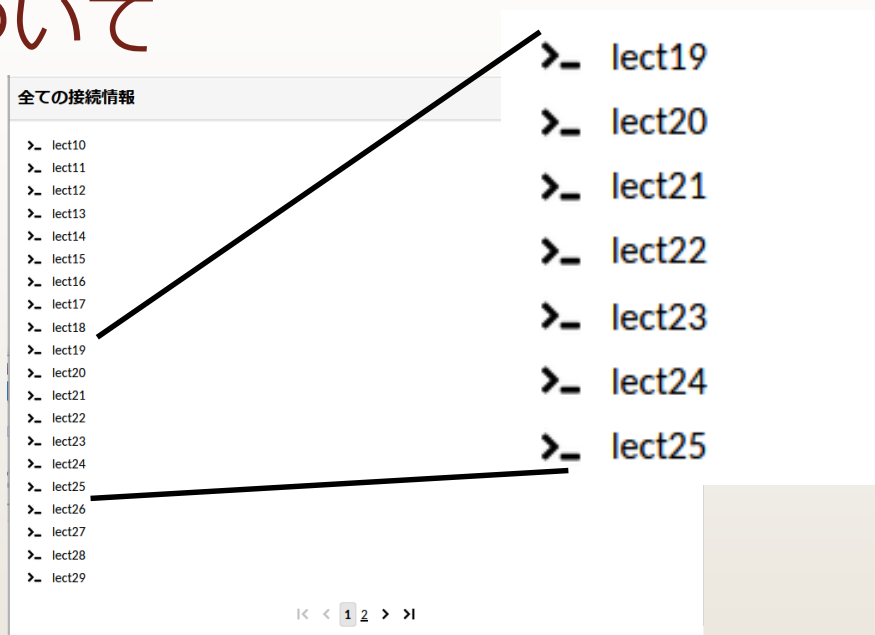 ついて
全ての接続情報
lect10
lect11
lect12
lect13
lect14
lect15
lect16
lect17
lect18
lect19
lect20
lect21
lect22
lect23
lect24
lect25
lect26
lect27
lect28
lect29
1 2
lect19
lect20
lect21
lect22
lect23
lect24
lect25